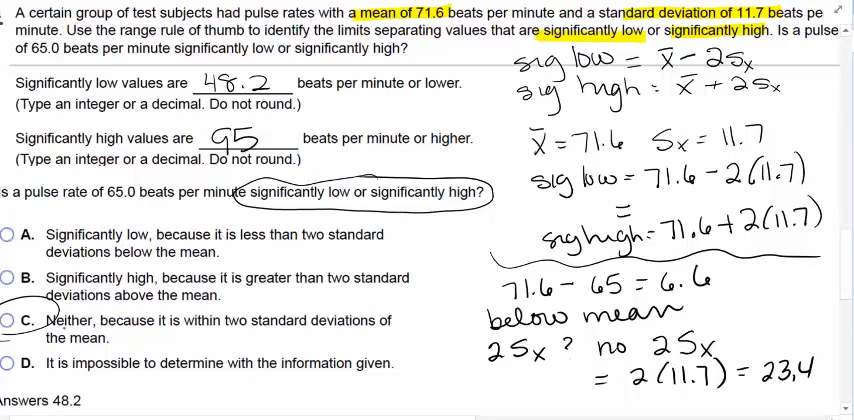 A certain group of test subjects had pulse rates with a mean of 71.6 beats per minute and a standard deviation of 11.7 beats pe
minute. Use the range rule of thumb to identify the limits separating values that are significantly low or significantly high. Is a pulse
of 65.0 beats per minute significantly low or significantly high?
sig low = x̄ - 2Sx
sig high = x̄ + 2Sx
Significantly low values are 48.2 beats per minute or lower.
(Type an integer or a decimal. Do not round.)
Significantly high values are 95 beats per minute or higher.
(Type an integer or a decimal. Do not round.)
x̄ = 71.6 Sx = 11.7
sig low = 71.6 - 2(11.7)
=
sig high = 71.6 + 2(11.7)
s a pulse rate of 65.0 beats per minute significantly low or significantly high?
A. Significantly low, because it is less than two standard
deviations below the mean.
B. Significantly high, because it is greater than two standard
deviations above the mean.
C. Neither, because it is within two standard deviations of
the mean.
D. It is impossible to determine with the information given.
71.6 - 65 = 6.6
below mean
2Sx ? no 2Sx
= 2(11.7) = 23.4
nswers 48.2